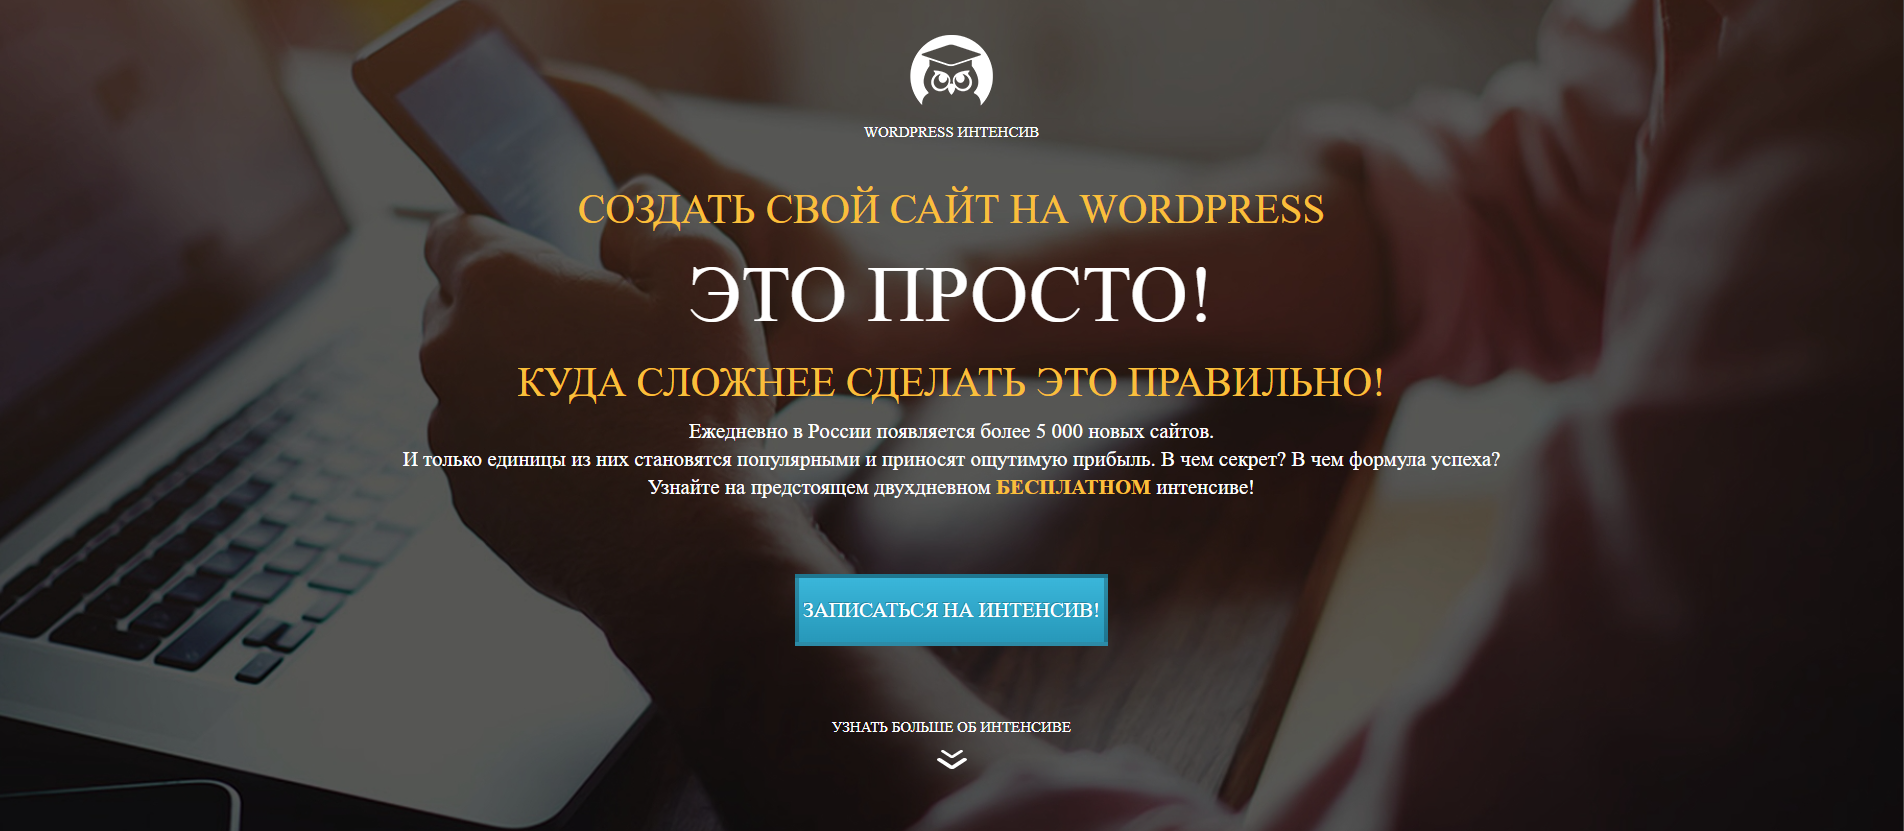 WORDPRESS ИНТЕНСИВ
СОЗДАТЬ СВОЙ САЙТ НА WORDPRESS
ЭТО ПРОСТО!
КУДА СЛОЖНЕЕ СДЕЛАТЬ ЭТО ПРАВИЛЬНО!
Ежедневно в России появляется более 5 000 новых сайтов.
И только единицы из них становятся популярными и приносят ощутимую прибыль. В чем секрет? В чем формула успеха?
Узнайте на предстоящем двухдневном БЕСПЛАТНОМ интенсиве!
ЗАПИСАТЬСЯ НА ИНТЕНСИВ!
УЗНАТЬ БОЛЬШЕ ОБ ИНТЕНСИВЕ